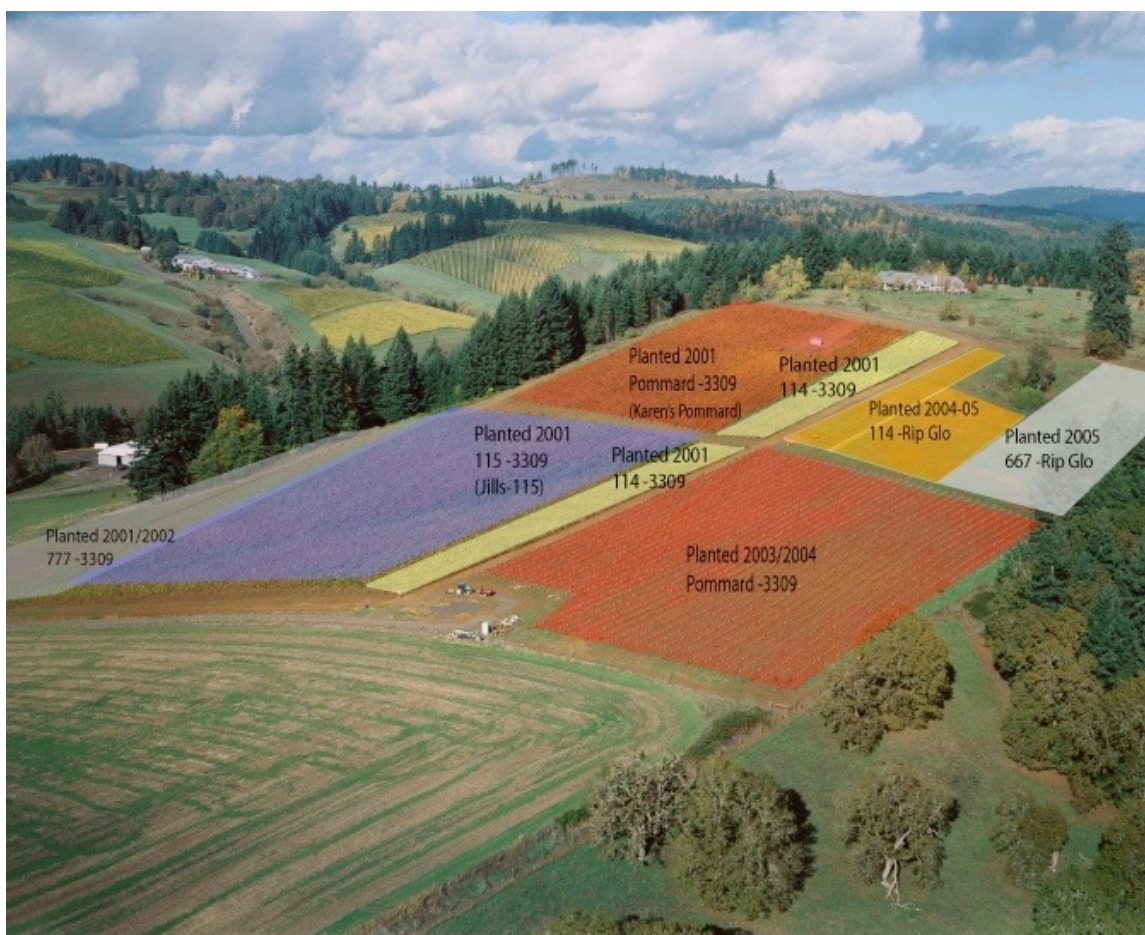 Planted 2001
Pommard -3309
(Karen's Pommard)
Planted 2001
114 -3309
Planted 2004-05
114 -Rip Glo
Planted 2005
667 -Rip Glo
Planted 2001
115 -3309
(Jills-115)
Planted 2001
114 -3309
Planted 2001/2002
777 -3309
Planted 2003/2004
Pommard -3309